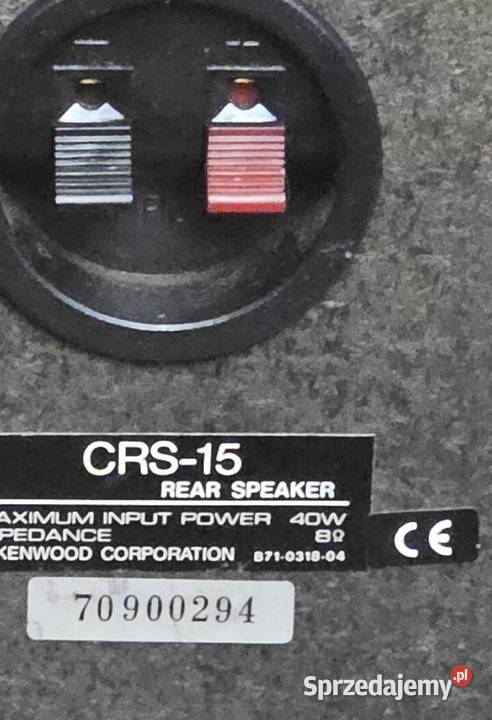 CRS-15
REAR SPEAKER
AXIMUM INPUT POWER 40W
PEDANCE 8Ω
KENWOOD CORPORATION B71-0318-04
CE
70900294
Sprzedajemy.pl